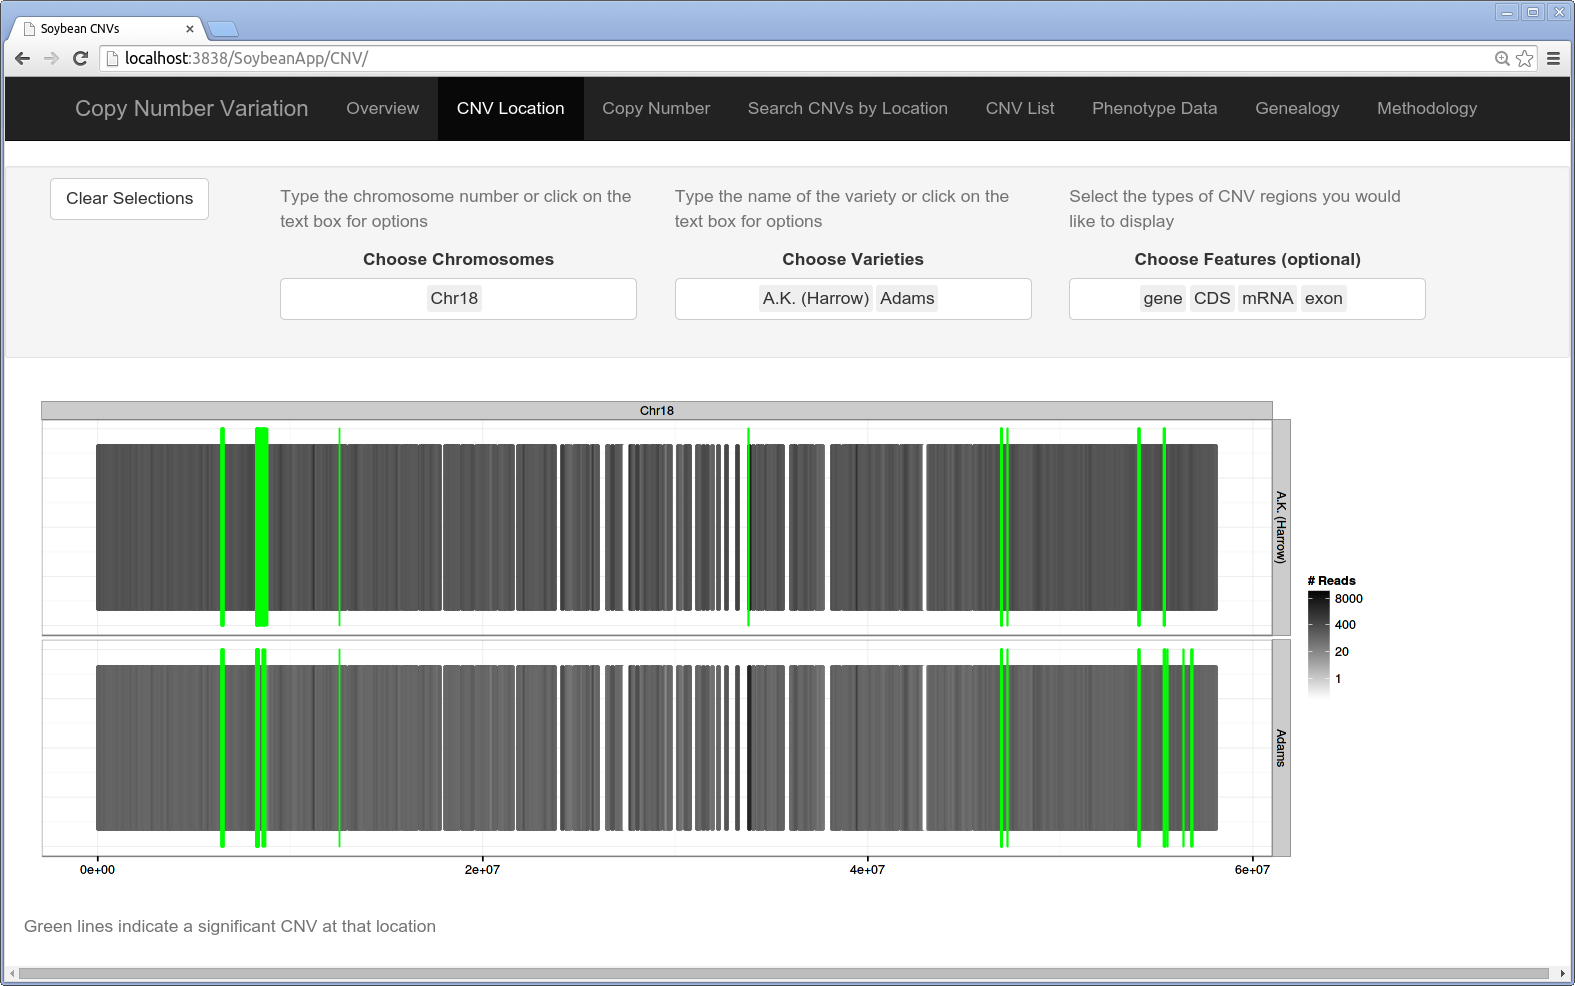 Soybean CNVs
localhost:3838/SoybeanApp/CNV/
Copy Number Variation Overview CNV Location Copy Number Search CNVs by Location CNV List Phenotype Data Genealogy Methodology
Clear Selections
Type the chromosome number or click on the
text box for options
Choose Chromosomes
Chr18
Type the name of the variety or click on the
text box for options
Choose Varieties
A.K. (Harrow) Adams
Select the types of CNV regions you would
like to display
Choose Features (optional)
gene CDS mRNA exon
Chr18
A.K. (Harrow)
Adams
# Reads
8000
400
20
1
0e+00 2e+07 4e+07 6e+07
Green lines indicate a significant CNV at that location